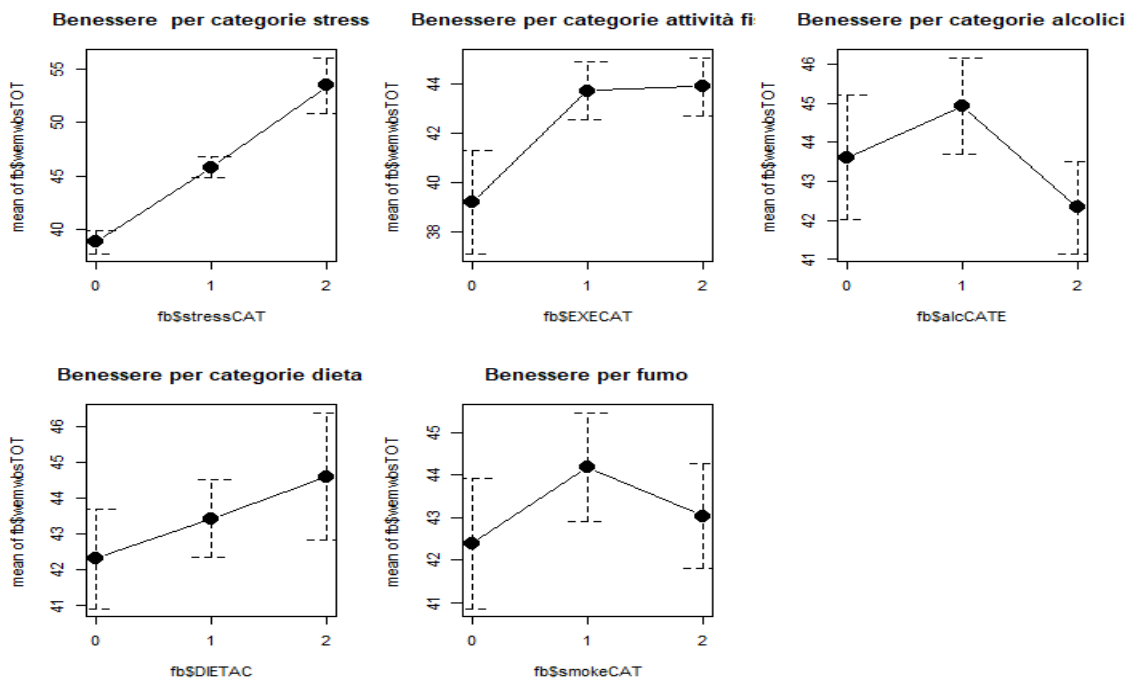 Benessere  per categorie stress
mean of fb$wemwbsTOT
55
50
45
40
0 1 2
fb$stressCAT
Benessere per categorie attività fi
mean of fb$wemwbsTOT
44
42
40
38
0 1 2
fb$EXECAT
Benessere per categorie alcolici
mean of fb$wemwbsTOT
46
45
44
43
42
41
0 1 2
fb$alcCATE
Benessere per categorie dieta
mean of fb$wemwbsTOT
46
45
44
43
42
41
0 1 2
fb$DIETAC
Benessere per fumo
mean of fb$wemwbsTOT
45
44
43
42
41
0 1 2
fb$smokeCAT